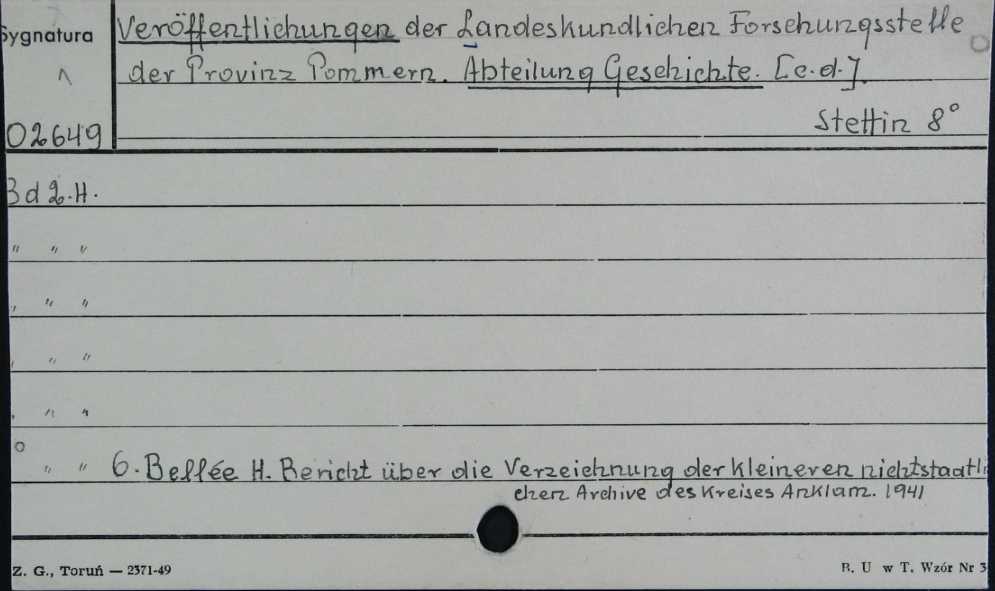 Sygnatura
Veröffentlichungen der Landeskundlichen Forschungsstelle
der Provinz Pommern. Abteilung Geschichte. [c.d.].
02649
Stettin 8°
Bd 2.H.
" " "
" " "
" " "
" " "
" " 6. Bellée H. Bericht über die Verzeichnung der kleineren nichtstaatli
chen Archive des Kreises Anklam. 1941
Z. G., Toruń — 2371-49
B. U w T. Wzór Nr 3